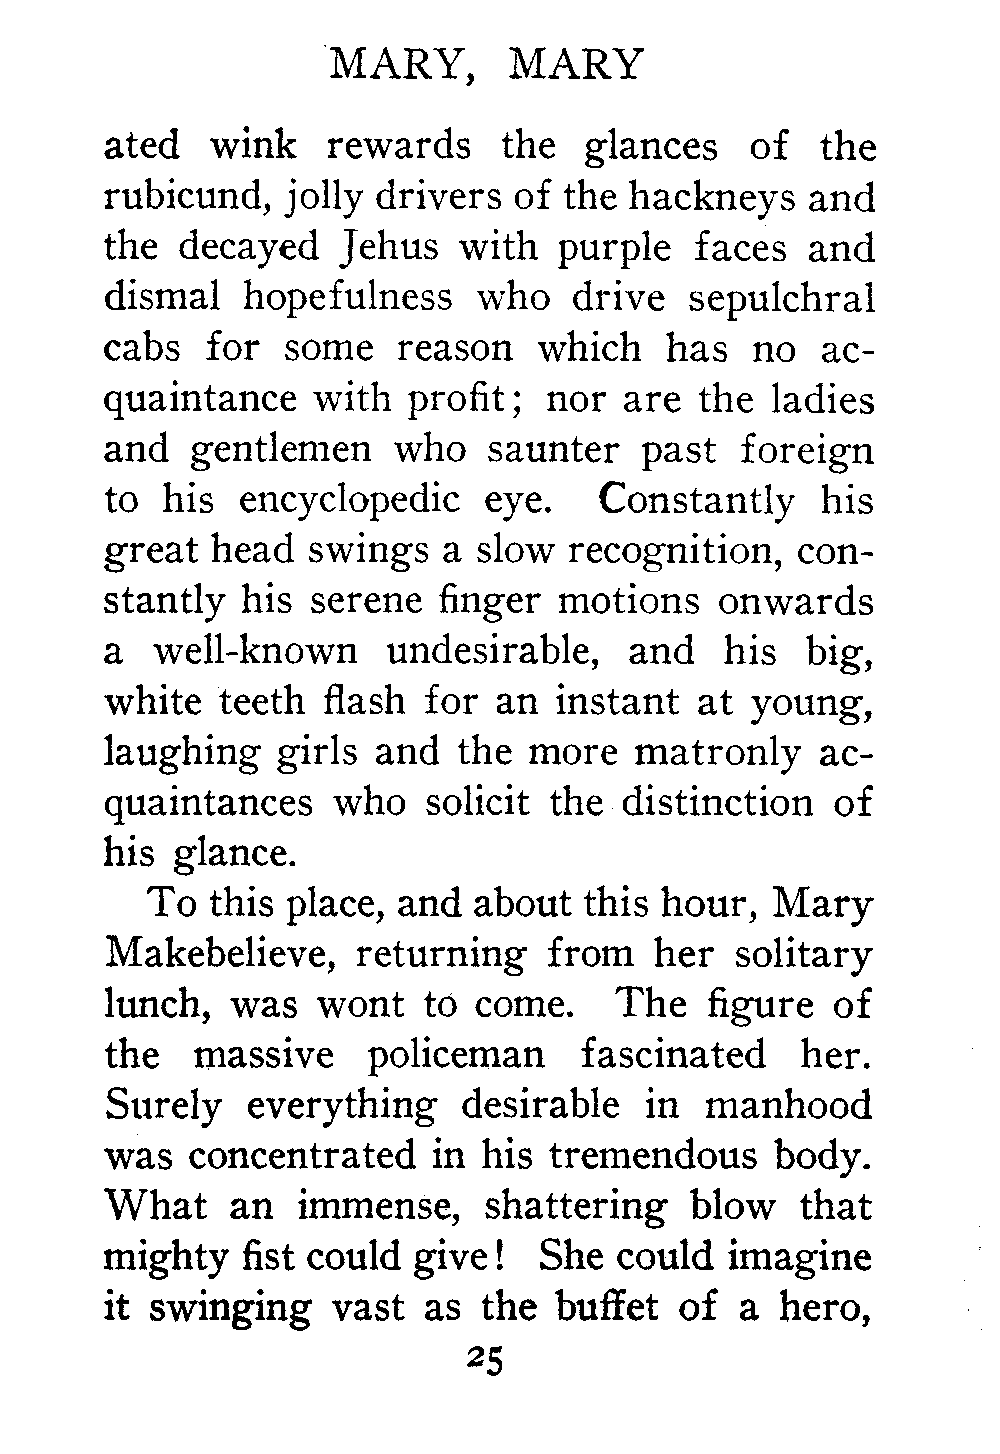 MARY, MARY
ated wink rewards the glances of the
rubicund, jolly drivers of the hackneys and
the decayed Jehus with purple faces and
dismal hopefulness who drive sepulchral
cabs for some reason which has no ac-
quaintance with profit; nor are the ladies
and gentlemen who saunter past foreign
to his encyclopedic eye. Constantly his
great head swings a slow recognition, con-
stantly his serene finger motions onwards
a well-known undesirable, and his big,
white teeth flash for an instant at young,
laughing girls and the more matronly ac-
quaintances who solicit the distinction of
his glance.
To this place, and about this hour, Mary
Makebelieve, returning from her solitary
lunch, was wont to come. The figure of
the massive policeman fascinated her.
Surely everything desirable in manhood
was concentrated in his tremendous body.
What an immense, shattering blow that
mighty fist could give! She could imagine
it swinging vast as the buffet of a hero,
25